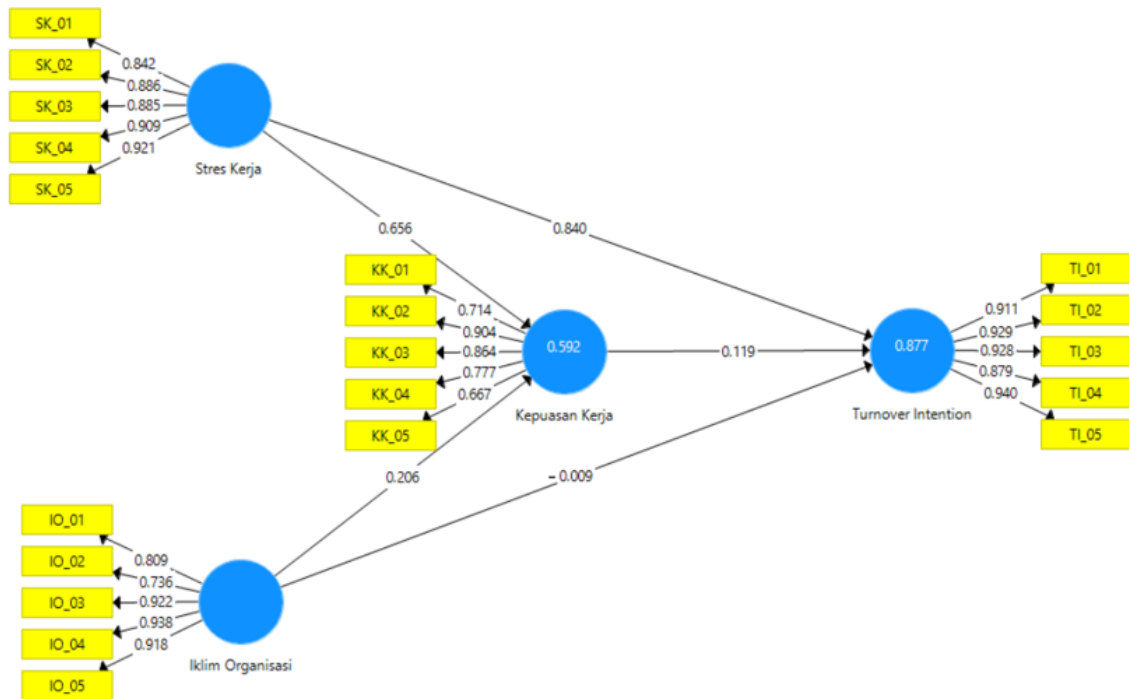 SK_01
SK_02
SK_03
SK_04
SK_05
0.842
0.886
0.885
0.909
0.921
Stres Kerja
0.656
0.840
KK_01
KK_02
KK_03
KK_04
KK_05
0.714
0.904
0.864
0.777
0.667
0.592
Kepuasan Kerja
0.119
0.877
Turnover Intention
0.911
0.929
0.928
0.879
0.940
TI_01
TI_02
TI_03
TI_04
TI_05
0.206
-0.009
IO_01
IO_02
IO_03
IO_04
IO_05
0.809
0.736
0.922
0.938
0.918
Iklim Organisasi